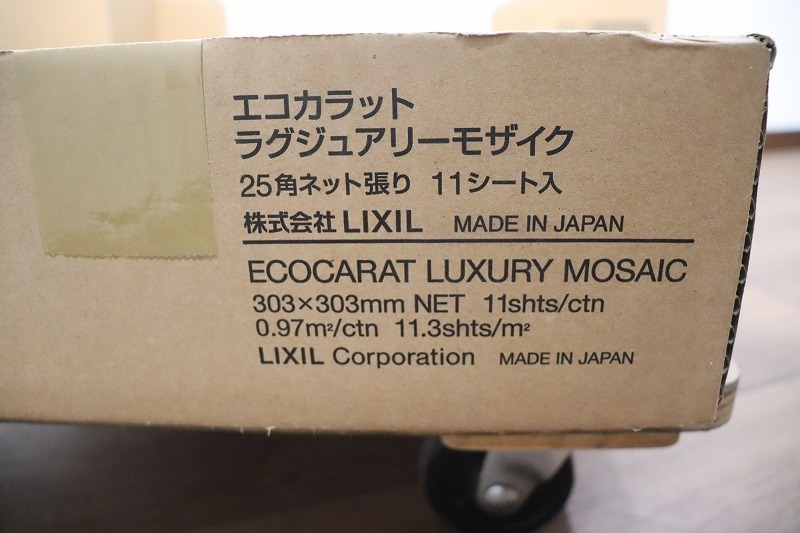 エコカラット
ラグジュアリーモザイク
25角ネット張り 11シート入
株式会社 LIXIL MADE IN JAPAN
ECOCARAT LUXURY MOSAIC
303×303mm NET 11shts/ctn
0.97m²/ctn 11.3shts/m²
LIXIL Corporation MADE IN JAPAN